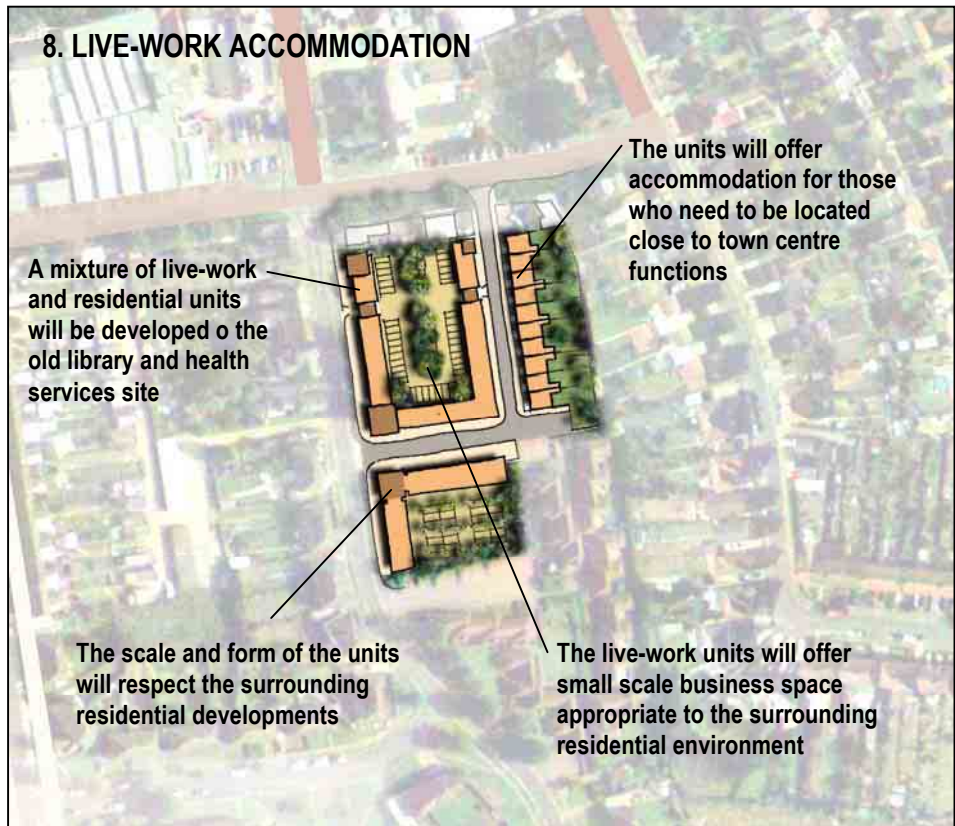 8. LIVE-WORK ACCOMMODATION
The units will offer
accommodation for those
who need to be located
close to town centre
functions
A mixture of live-work
and residential units
will be developed o the
old library and health
services site
The scale and form of the units
will respect the surrounding
residential developments
The live-work units will offer
small scale business space
appropriate to the surrounding
residential environment